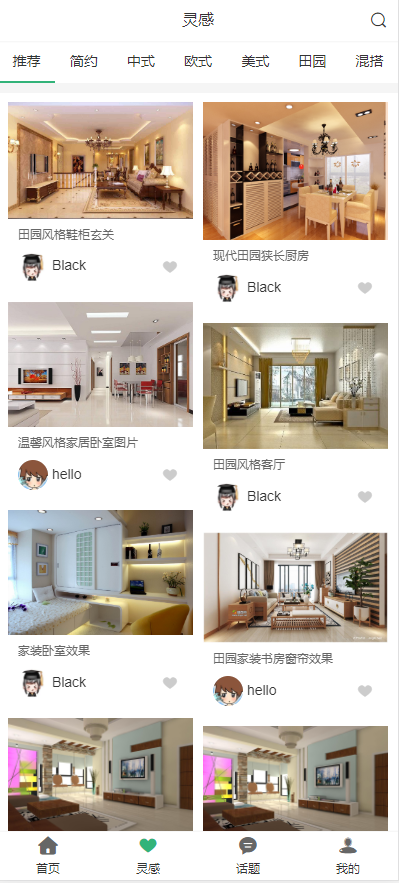 灵感
推荐 简约 中式 欧式 美式 田园 混搭
田园风格鞋柜玄关
Black
现代田园狭长厨房
Black
温馨风格家居卧室图片
hello
田园风格客厅
Black
家装卧室效果
Black
田园家装书房窗帘效果
hello
首页 灵感 话题 我的